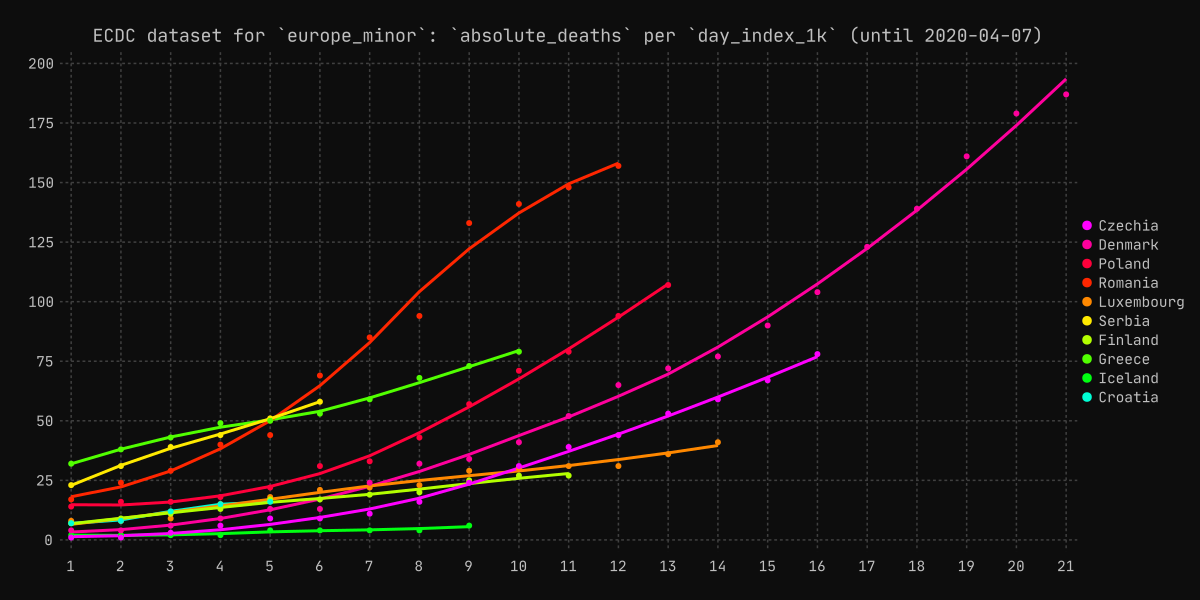 ECDC dataset for `europe_minor`: `absolute_deaths` per `day_index_1k` (until 2020-04-07)
200
175
150
125
100
75
50
25
0
1 2 3 4 5 6 7 8 9 10 11 12 13 14 15 16 17 18 19 20 21
Czechia
Denmark
Poland
Romania
Luxembourg
Serbia
Finland
Greece
Iceland
Croatia